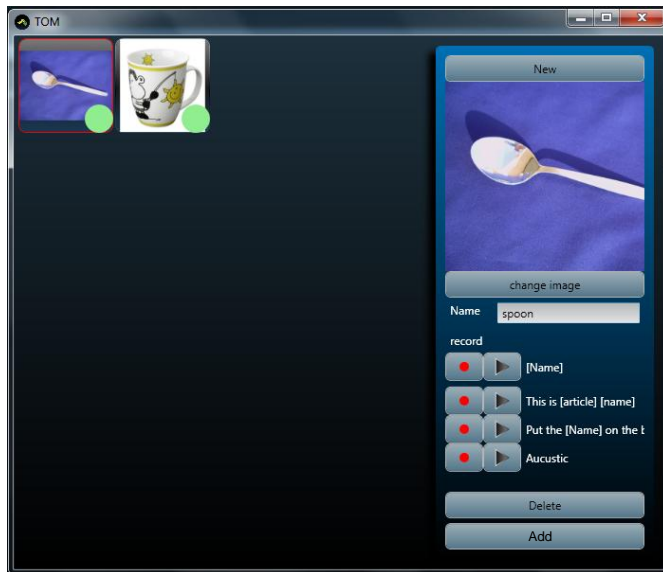 TOM
New
change image
Name
spoon
record
[Name]
This is [article] [name]
Put the [Name] on the b
Aucustic
Delete
Add